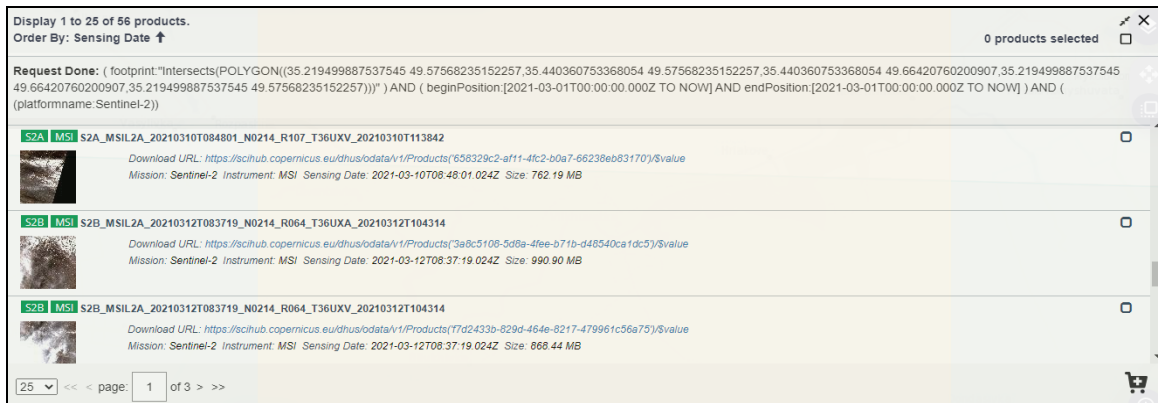 Display 1 to 25 of 56 products.
Order By: Sensing Date ↑
0 products selected
Request Done: ( footprint:"Intersects(POLYGON((35.219499887537545 49.57568235152257,35.440360753368054 49.57568235152257,35.440360753368054 49.66420760200907,35.219499887537545
49.66420760200907,35.219499887537545 49.57568235152257)))" ) AND ( beginPosition:[2021-03-01T00:00:00.000Z TO NOW] AND endPosition:[2021-03-01T00:00:00.000Z TO NOW] ) AND (
(platformname:Sentinel-2))
S2A MSI S2A_MSIL2A_20210310T084801_N0214_R107_T36UXV_20210310T113842
Download URL: https://scihub.copernicus.eu/dhus/odata/v1/Products('658329c2-af11-4fc2-b0a7-66238eb83170')/$value
Mission: Sentinel-2 Instrument: MSI Sensing Date: 2021-03-10T08:48:01.024Z Size: 762.19 MB
S2B MSI S2B_MSIL2A_20210312T083719_N0214_R064_T36UXA_20210312T104314
Download URL: https://scihub.copernicus.eu/dhus/odata/v1/Products('3a8c5108-5d8a-4fee-b71b-d48540ca1dc5')/$value
Mission: Sentinel-2 Instrument: MSI Sensing Date: 2021-03-12T08:37:19.024Z Size: 990.90 MB
S2B MSI S2B_MSIL2A_20210312T083719_N0214_R064_T36UXV_20210312T104314
Download URL: https://scihub.copernicus.eu/dhus/odata/v1/Products('f7d2433b-829d-464e-8217-479961c56a75')/$value
Mission: Sentinel-2 Instrument: MSI Sensing Date: 2021-03-12T08:37:19.024Z Size: 868.44 MB
25 << < page: 1 of 3 > >>